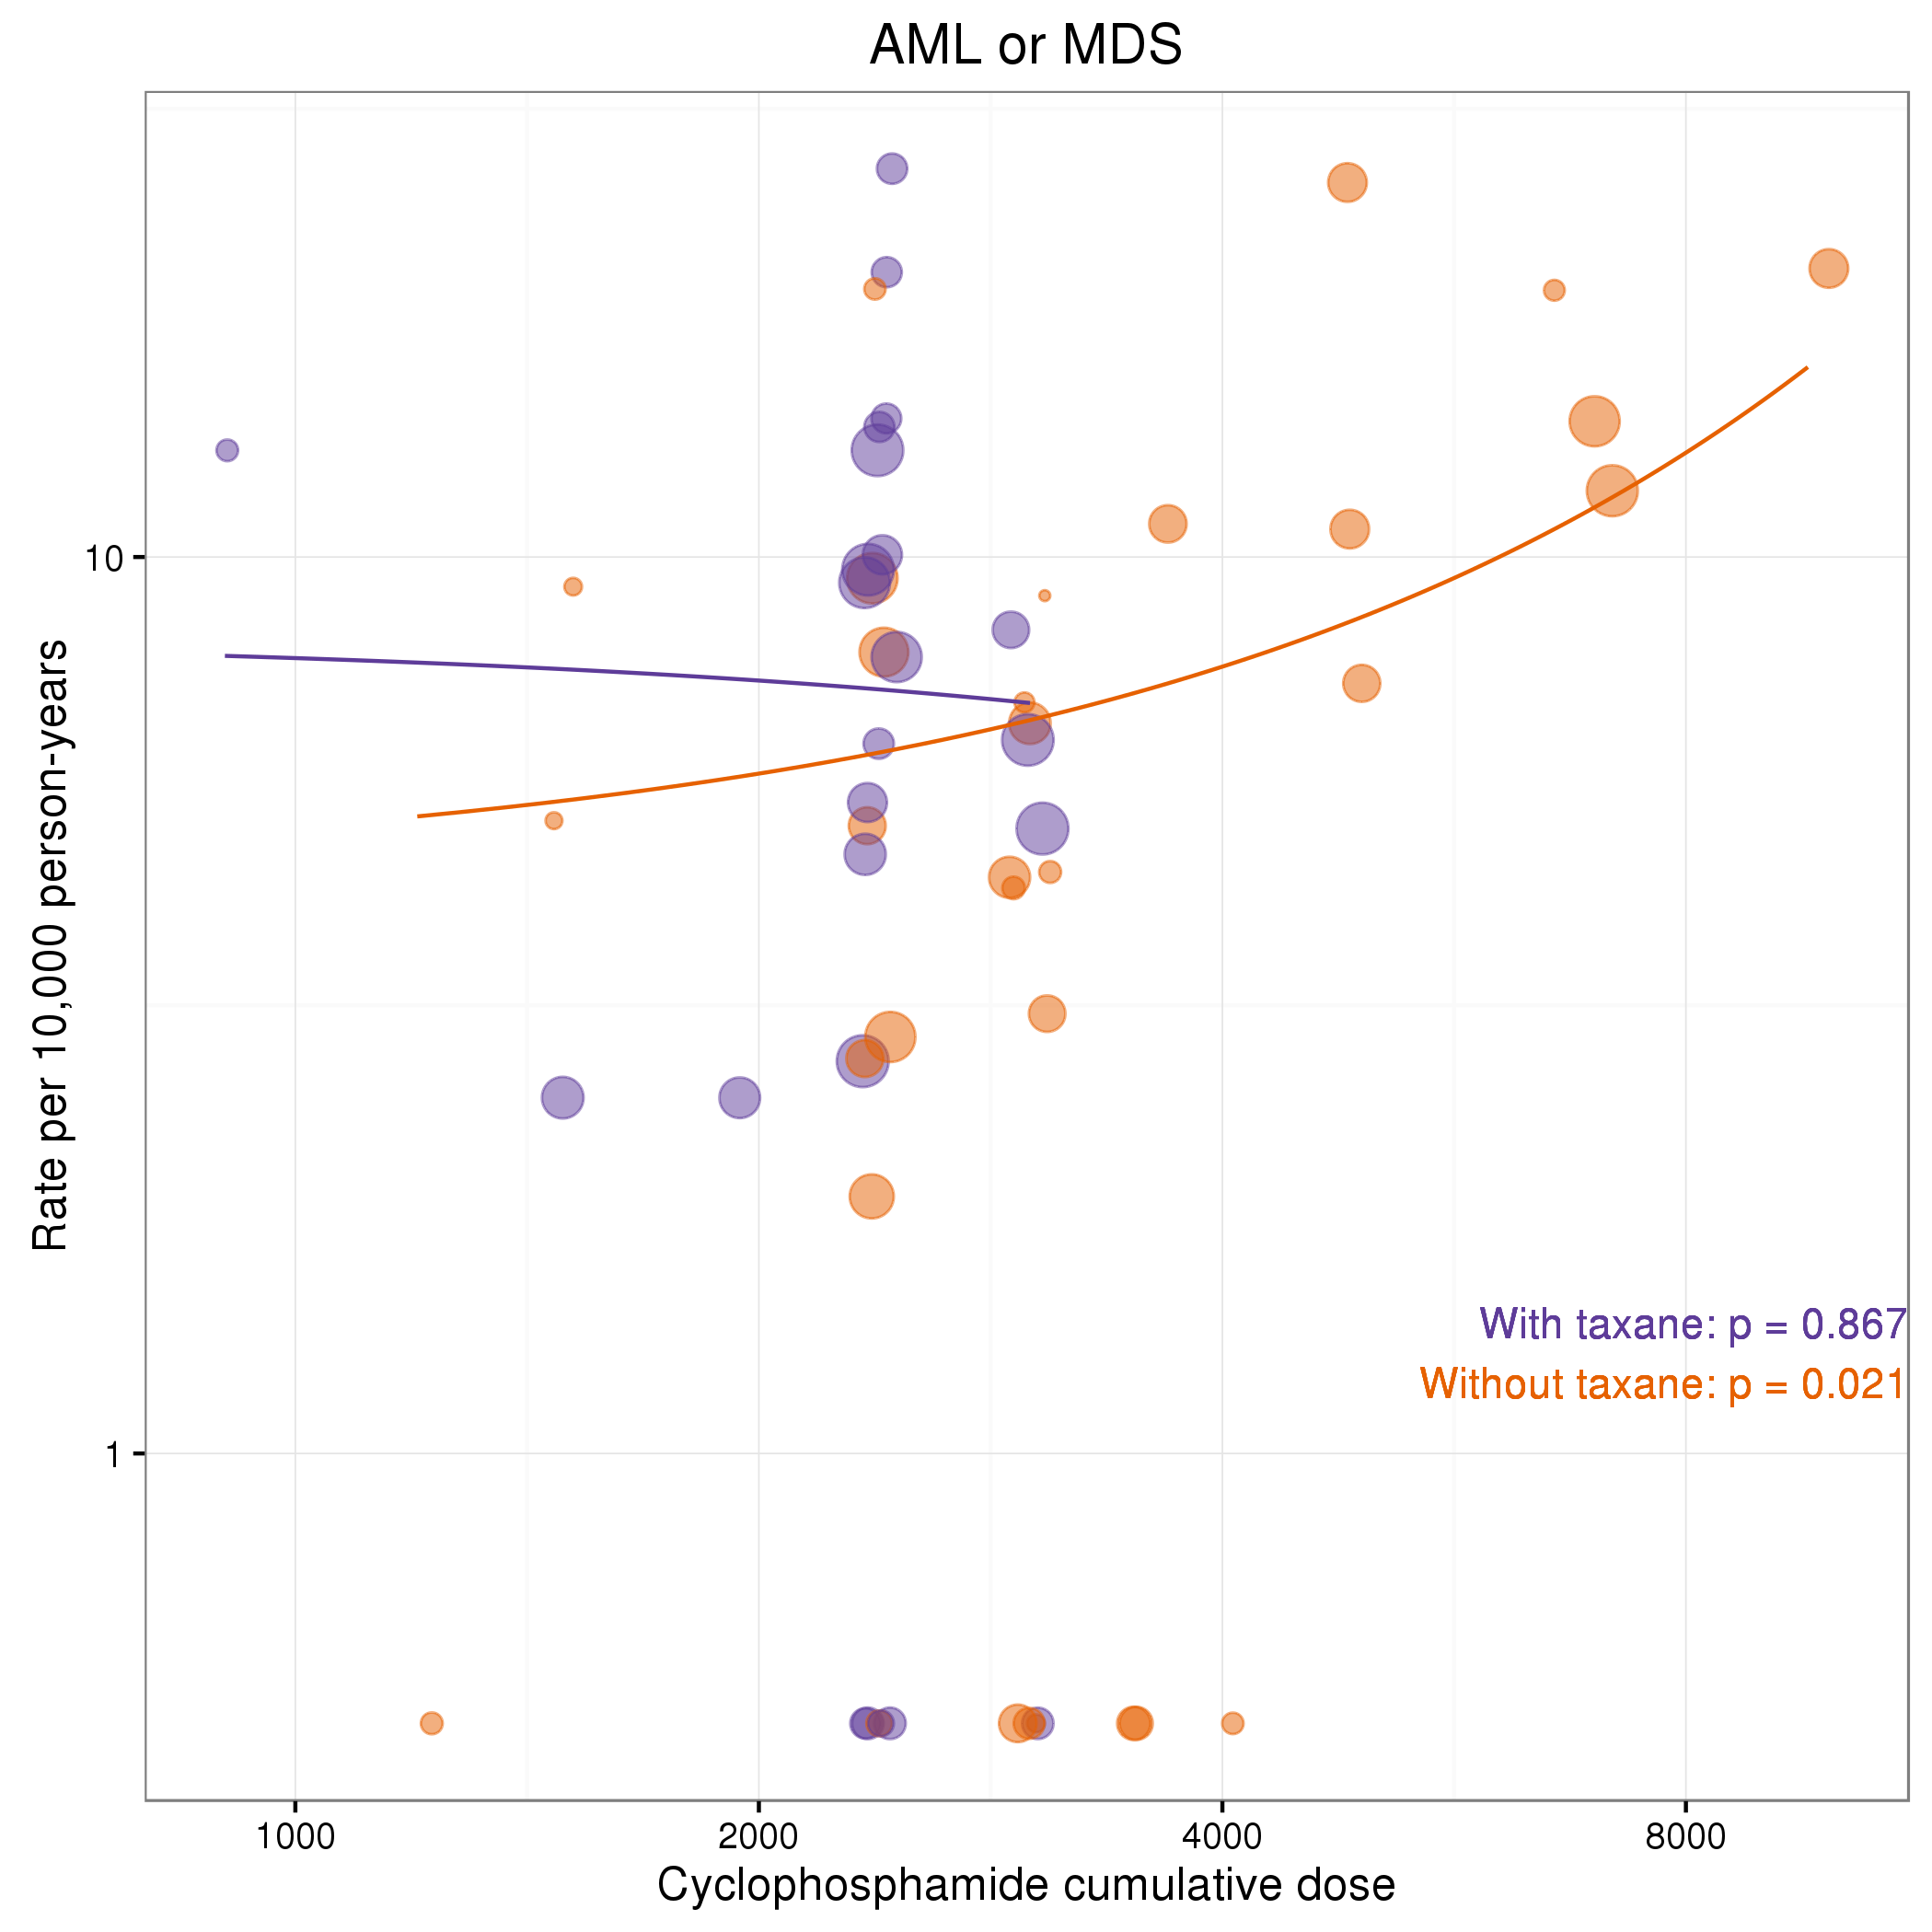 AML or MDS
Rate per 10,000 person-years
10
1
With taxane: p = 0.867
Without taxane: p = 0.021
1000 2000 4000 8000
Cyclophosphamide cumulative dose